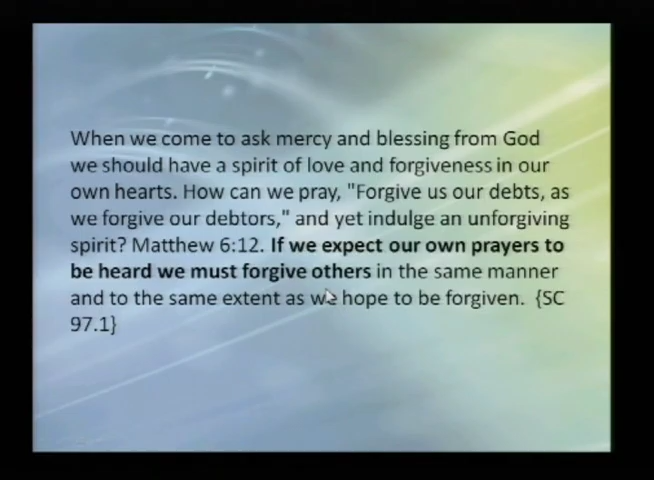 When we come to ask mercy and blessing from God
we should have a spirit of love and forgiveness in our
own hearts. How can we pray, "Forgive us our debts, as
we forgive our debtors," and yet indulge an unforgiving
spirit? Matthew 6:12. If we expect our own prayers to
be heard we must forgive others in the same manner
and to the same extent as we hope to be forgiven. {SC
97.1}